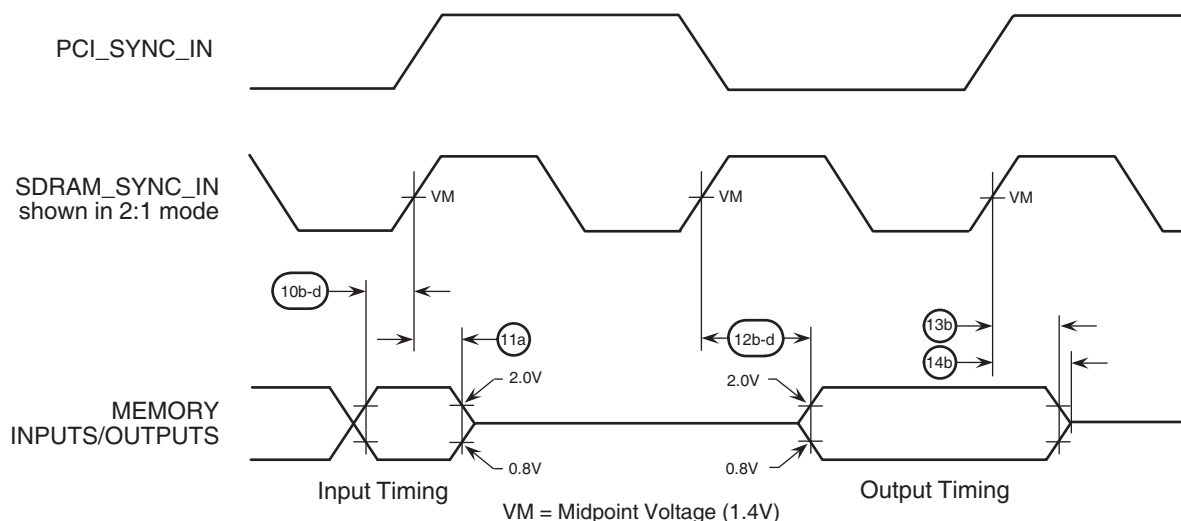 PCI_SYNC_IN
SDRAM_SYNC_IN
shown in 2:1 mode
VM
VM
VM
10b-d
11a
12b-d
13b
14b
MEMORY
INPUTS/OUTPUTS
2.0V
0.8V
2.0V
0.8V
Input Timing
Output Timing
VM = Midpoint Voltage (1.4V)